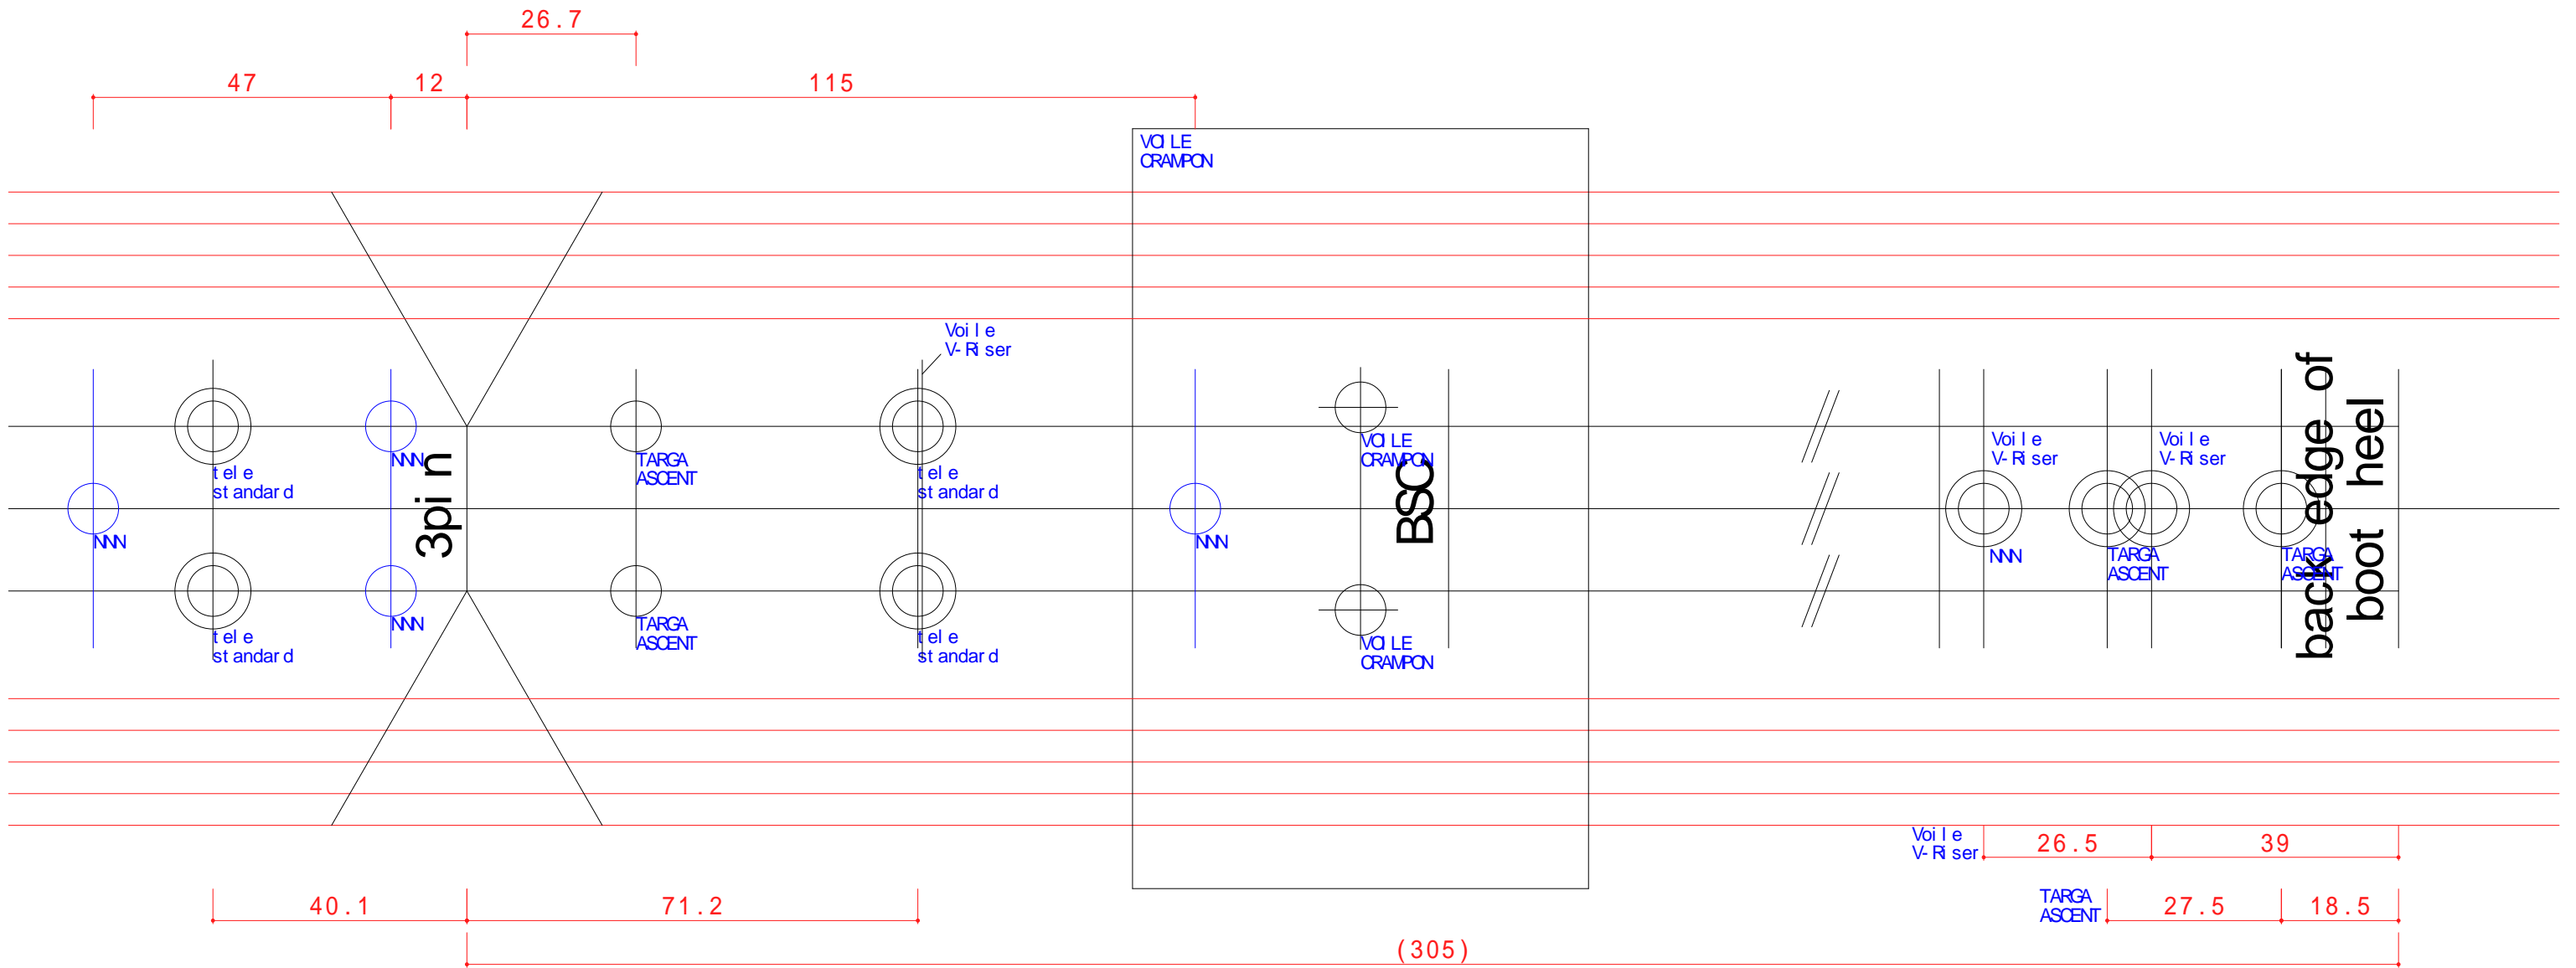 26.7
47
12
115
VOILE
CRAMPON
Voile
V-Riser
NNN
tele
standard
NNN
3pin
TARGA
ASCENT
tele
standard
NNN
VOILE
CRAMPON
BSC
Voile
V-Riser
NNN
Voile
V-Riser
TARGA
ASCENT
TARGA
ASCENT
back edge of
boot heel
tele
standard
NNN
TARGA
ASCENT
tele
standard
VOILE
CRAMPON
Voile
V-Riser
26.5
39
40.1
71.2
TARGA
ASCENT
27.5
18.5
(305)